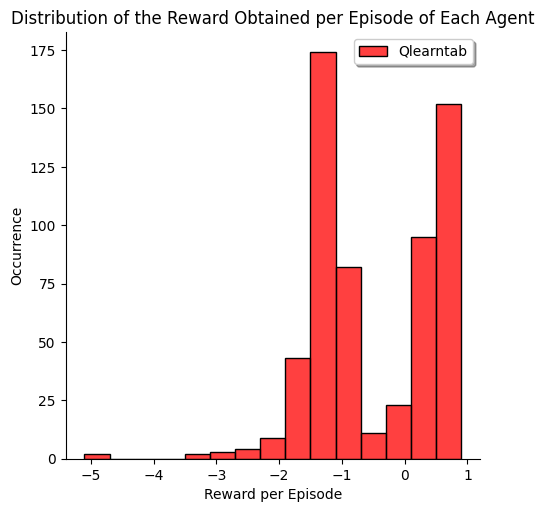 Distribution of the Reward Obtained per Episode of Each Agent
Qlearntab
175
150
125
100
75
50
25
0
Occurrence
−5 −4 −3 −2 −1 0 1
Reward per Episode